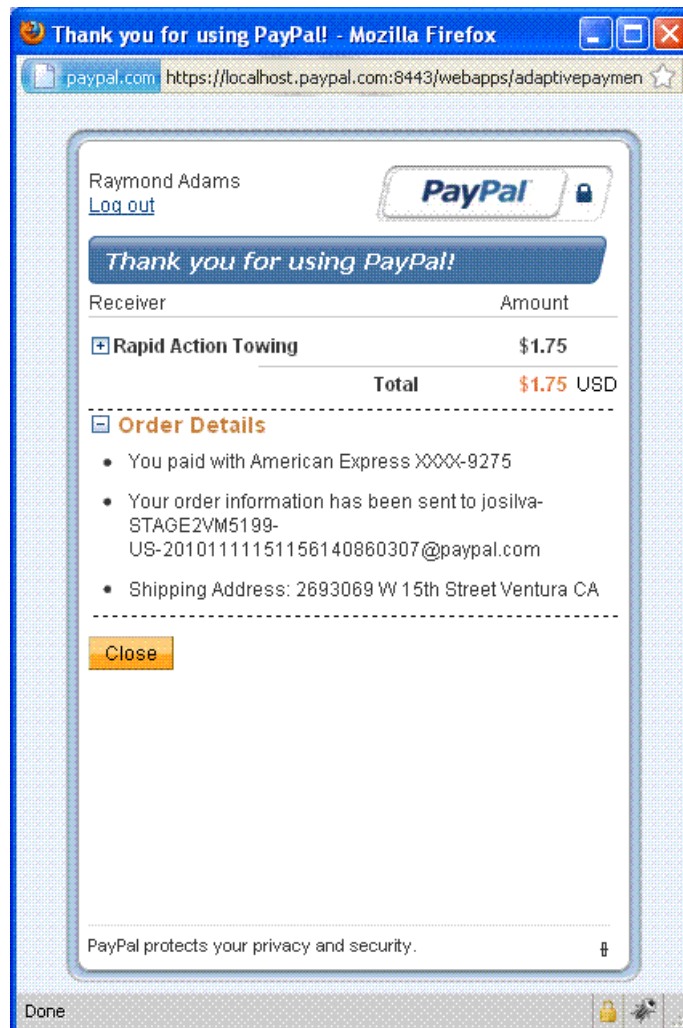 Thank you for using PayPal! - Mozilla Firefox
paypal.com https://localhost.paypal.com:8443/webapps/adaptivepaymen
Raymond Adams
Log out
PayPal
Thank you for using PayPal!
Receiver Amount
Rapid Action Towing $1.75
Total $1.75 USD
Order Details
You paid with American Express XXXX-9275
Your order information has been sent to josilva-
STAGE2VM5199-
US-20101111151156140860307@paypal.com
Shipping Address: 2693069 W 15th Street Ventura CA
Close
PayPal protects your privacy and security.
Done